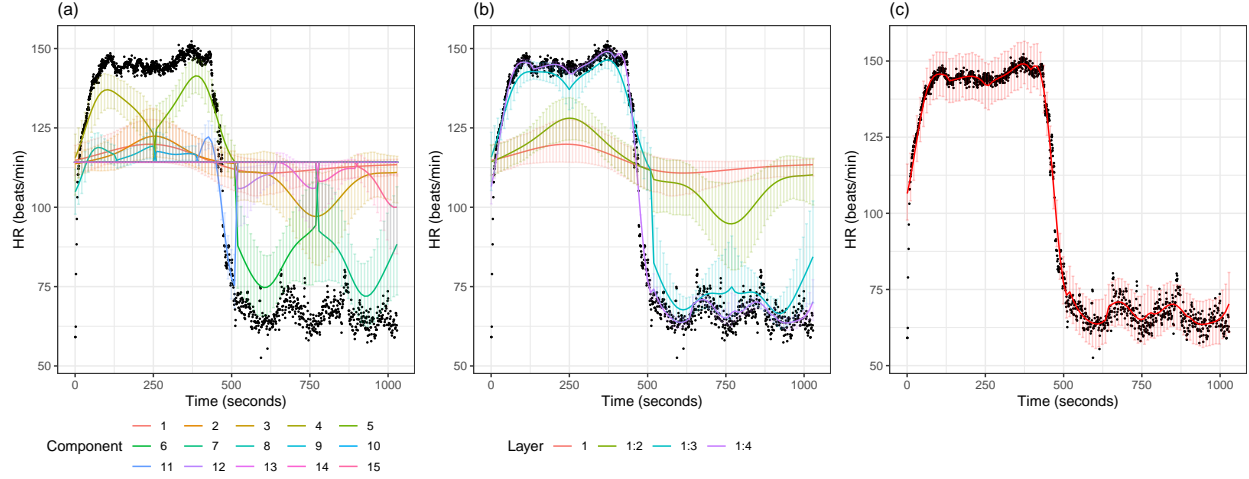 (a)
(b)
(c)
HR (beats/min)
150
125
100
75
50
0
250
500
750
1000
Time (seconds)
HR (beats/min)
150
125
100
75
50
0
250
500
750
1000
Time (seconds)
HR (beats/min)
150
125
100
75
50
0
250
500
750
1000
Time (seconds)
Component
1 2 3 4 5
6 7 8 9 10
11 12 13 14 15
Layer 1 1:2 1:3 1:4